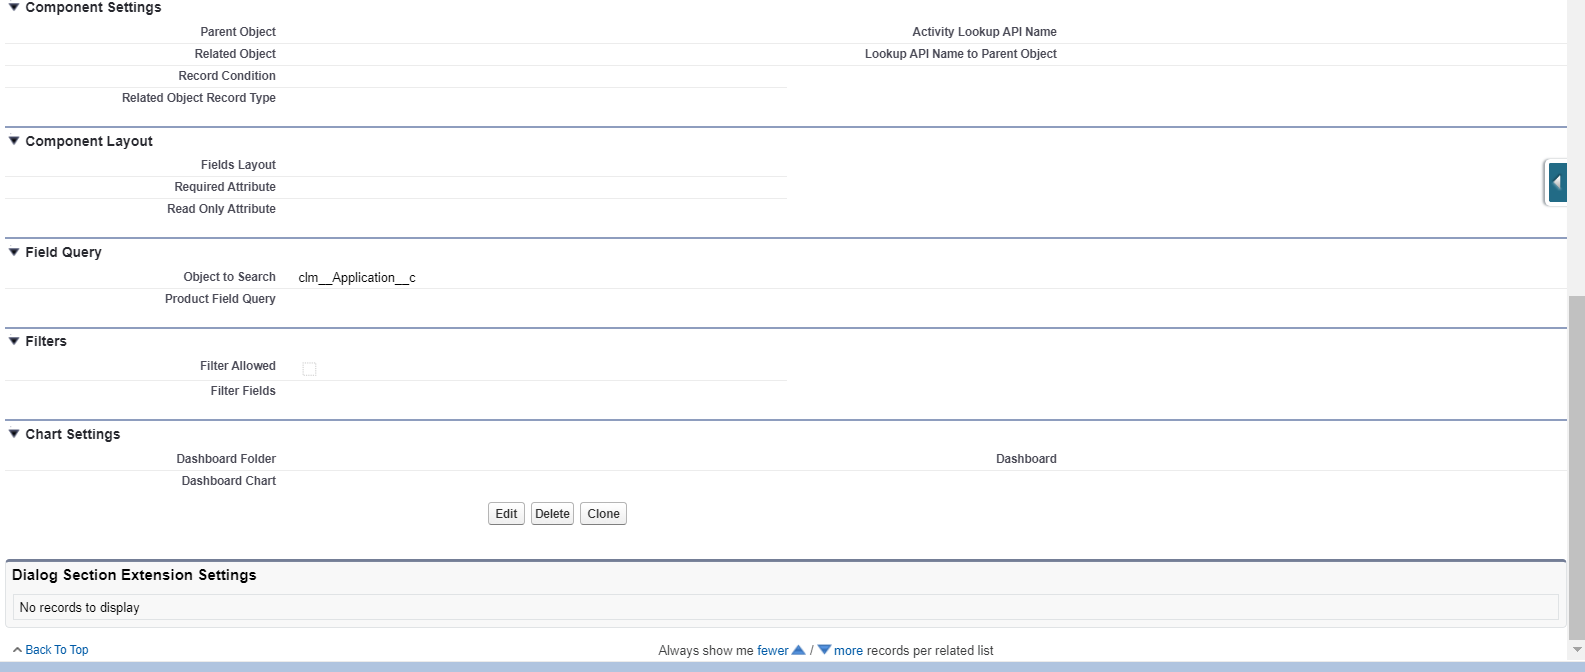 Component Settings
Parent Object Activity Lookup API Name
Related Object Lookup API Name to Parent Object
Record Condition
Related Object Record Type
Component Layout
Fields Layout
Required Attribute
Read Only Attribute
Field Query
Object to Search clm__Application__c
Product Field Query
Filters
Filter Allowed
Filter Fields
Chart Settings
Dashboard Folder Dashboard
Dashboard Chart
Edit Delete Clone
Dialog Section Extension Settings
No records to display
Back To Top Always show me fewer / more records per related list